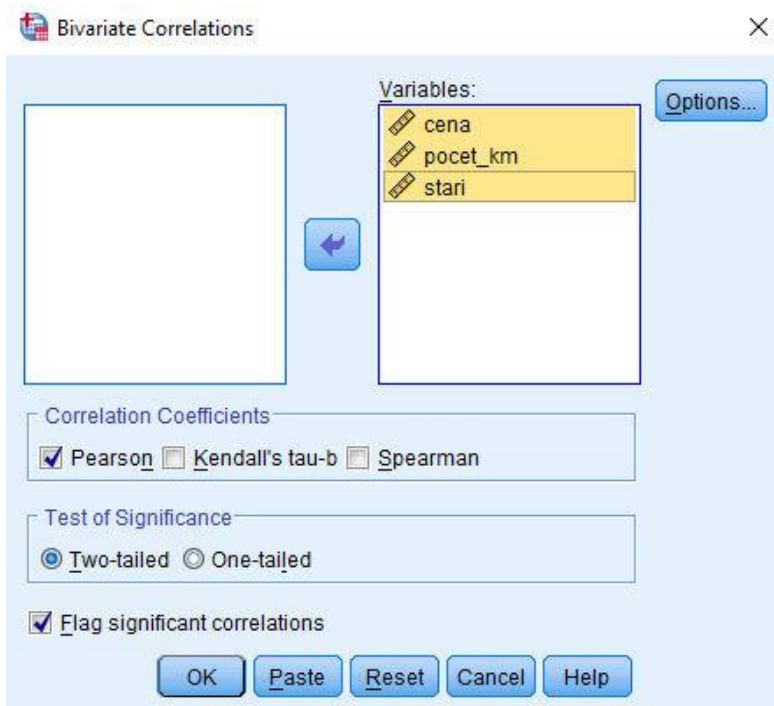 Bivariate Correlations
Variables:
Options...
cena
pocet_km
stari
Correlation Coefficients
Pearson Kendall's tau-b Spearman
Test of Significance
Two-tailed One-tailed
Flag significant correlations
OK Paste Reset Cancel Help